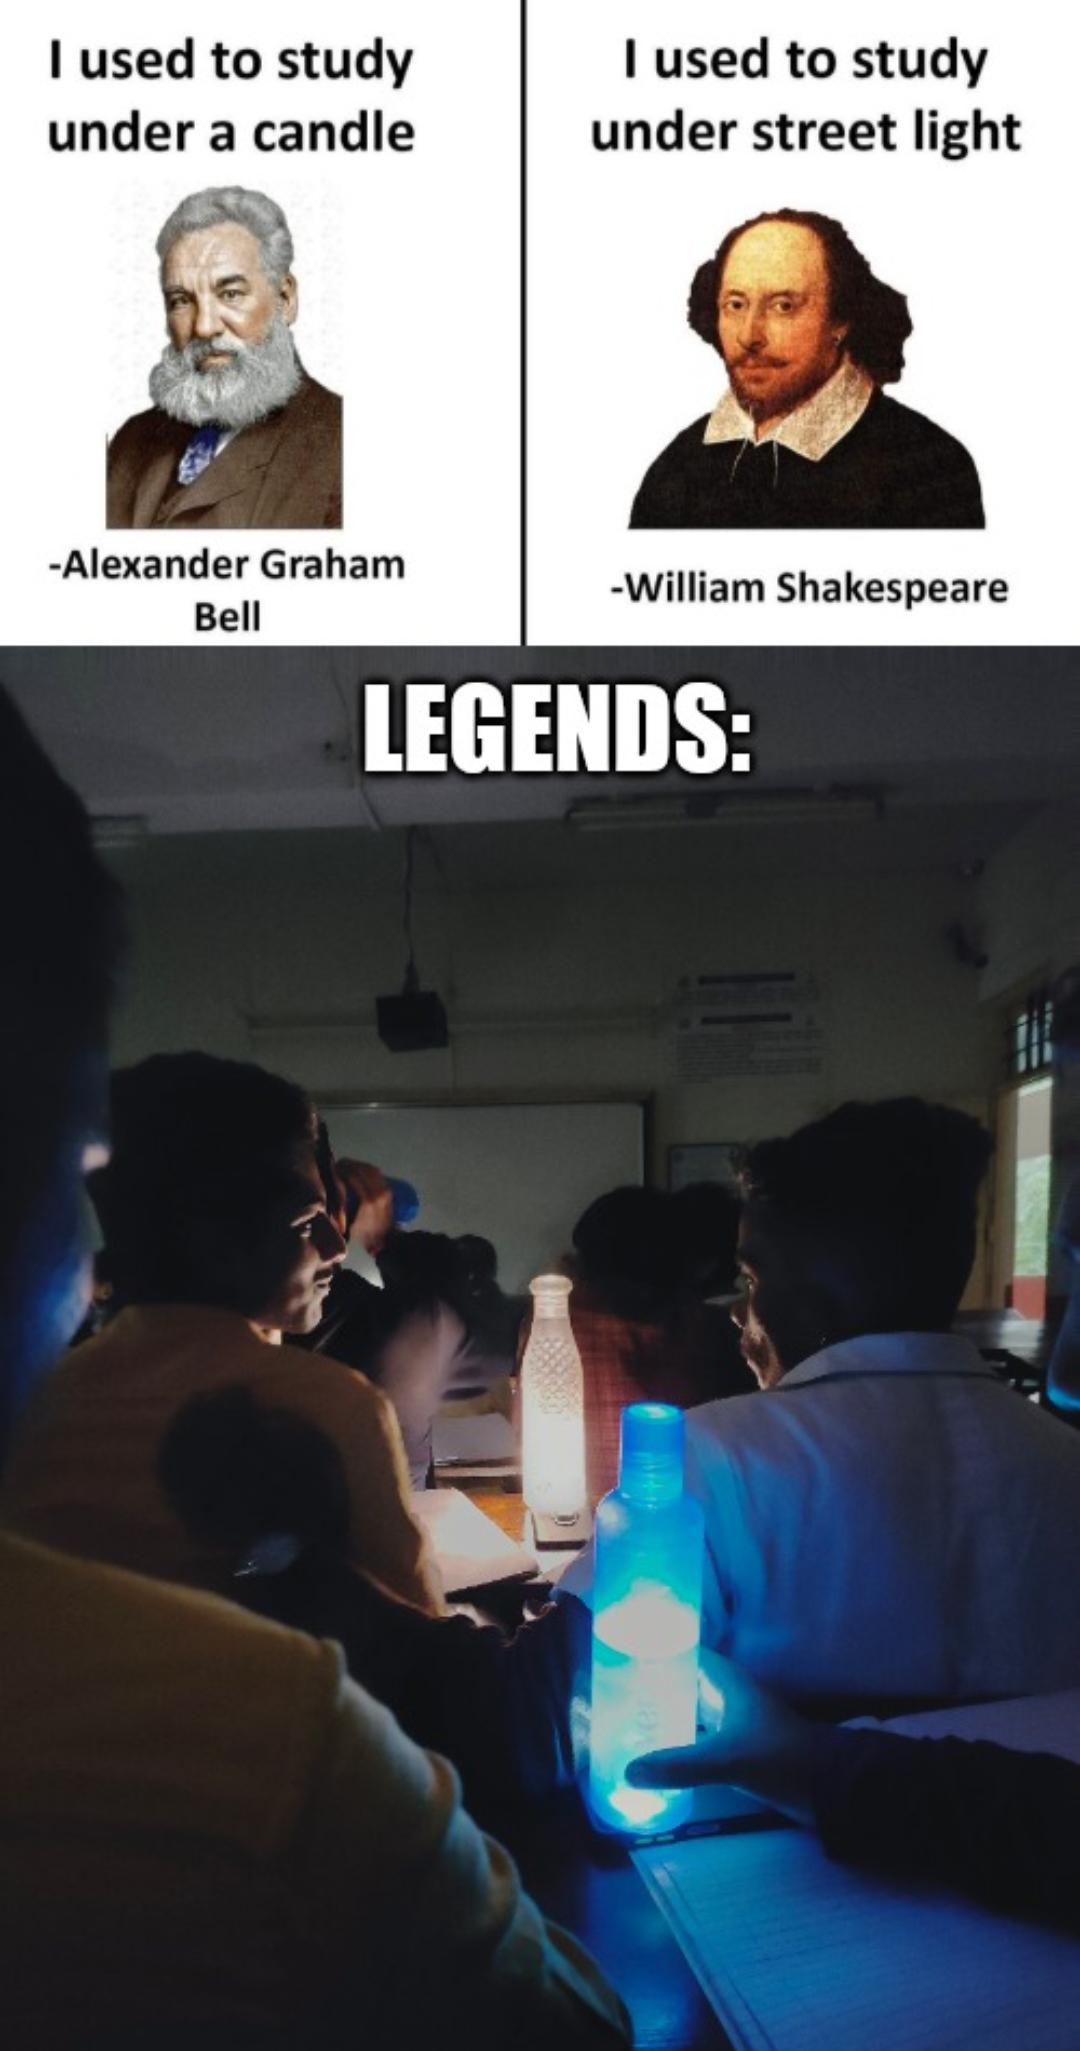 I used to study
under a candle
-Alexander Graham
Bell
I used to study
under street light
-William Shakespeare
LEGENDS: